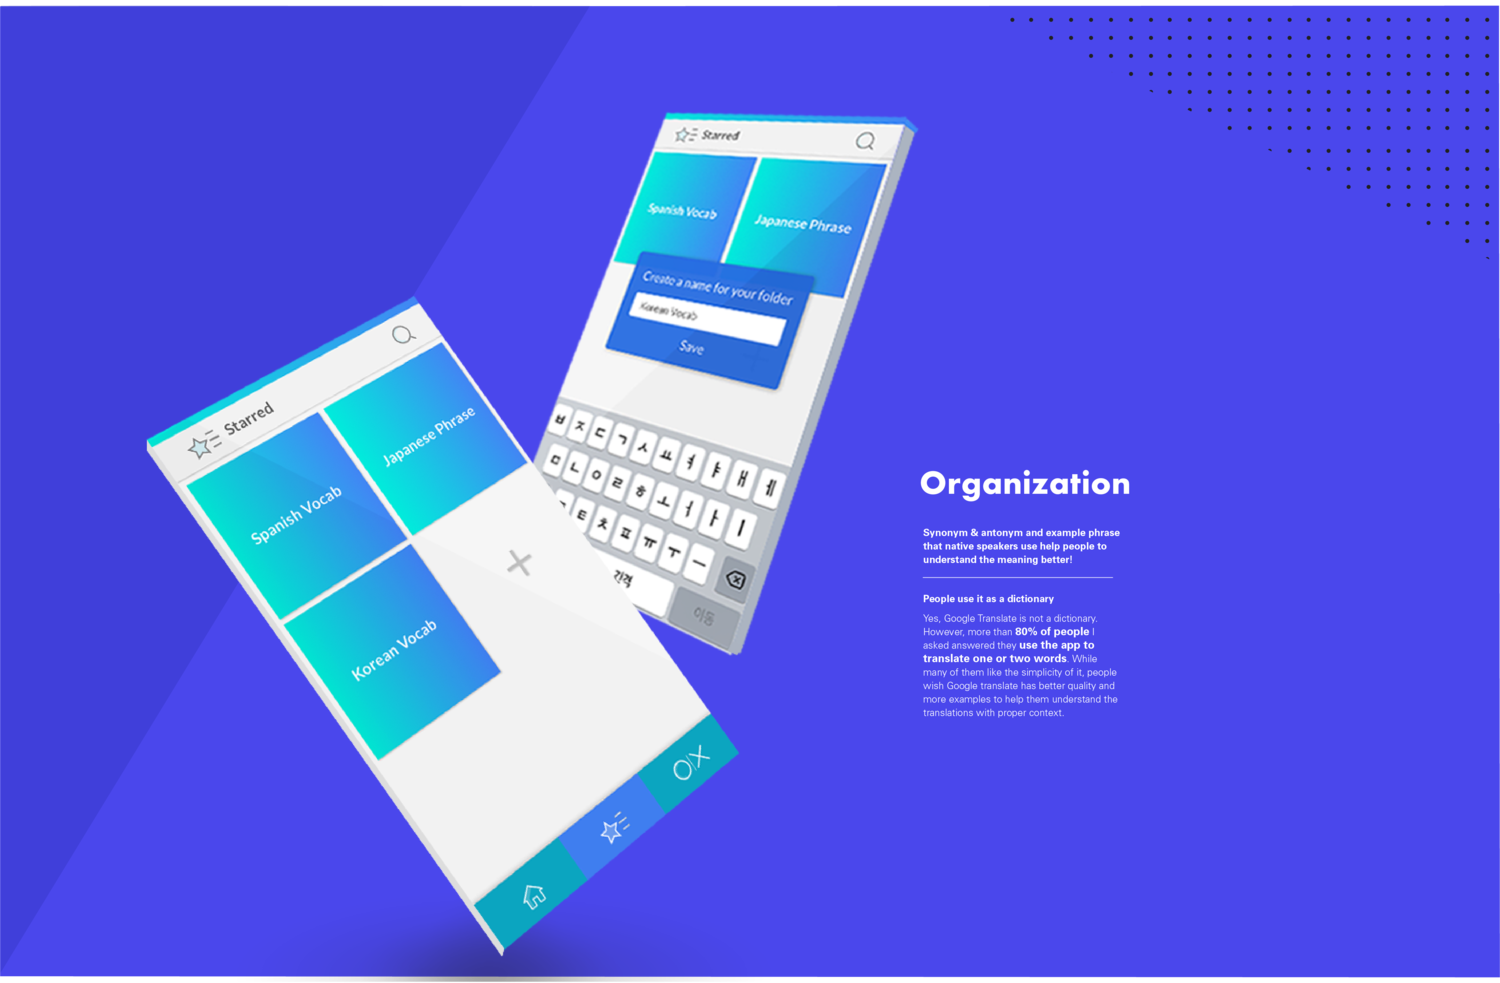 Starred
Spanish Vocab
Japanese Phrase
Create a name for your folder
Korean Vocab
Save
ㅂ ㅈ ㄷ ㄱ ㅅ ㅛ ㅕ ㅑ ㅐ ㅔ
ㅁ ㄴ ㅇ ㄹ ㅎ ㅗ ㅓ ㅏ ㅣ
ㅌ ㅊ ㅍ ㅠ ㅜ ㅡ
간격
이동
Starred
Spanish Vocab
Japanese Phrase
Korean Vocab
O/X
Organization
Synonym & antonym and example phrase
that native speakers use help people to
understand the meaning better!
People use it as a dictionary
Yes, Google Translate is not a dictionary.
However, more than 80% of people I
asked answered they use the app to
translate one or two words. While
many of them like the simplicity of it, people
wish Google translate has better quality and
more examples to help them understand the
translations with proper context.